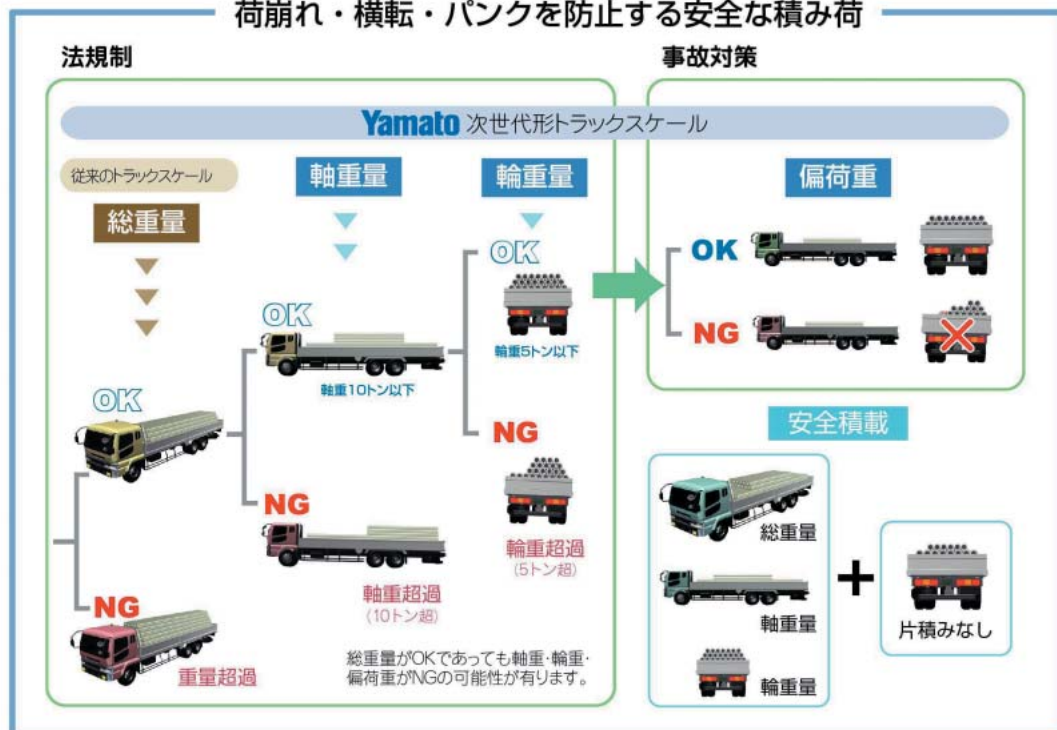 荷崩れ・横転・パンクを防止する安全な積み荷
法規制
事故対策
Yamato 次世代形トラックスケール
従来のトラックスケール
総重量
軸重量
輪重量
偏荷重
OK
NG
重量超過
OK
軸重10トン以下
NG
軸重超過
(10トン超)
OK
輪重5トン以下
NG
輪重超過
(5トン超)
総重量がOKであっても軸重・輪重・
偏荷重がNGの可能性が有ります。
OK
NG
安全積載
総重量
軸重量
輪重量
+
片積みなし